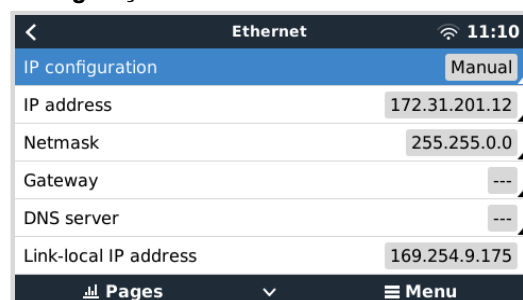 Ethernet 11:10
IP configuration Manual
IP address 172.31.201.12
Netmask 255.255.0.0
Gateway ---
DNS server ---
Link-local IP address 169.254.9.175
Pages Menu